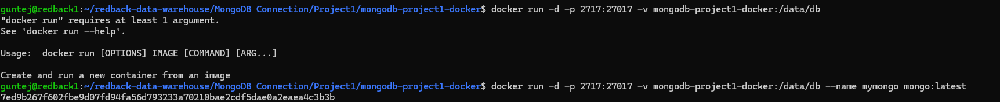 guntej@redback1:~/redback-data-warehouse/MongoDB Connection/Project1/mongodb-project1-docker$ docker run -d -p 2717:27017 -v mongodb-project1-docker:/data/db
"docker run" requires at least 1 argument.
See 'docker run --help'.
Usage:  docker run [OPTIONS] IMAGE [COMMAND] [ARG...]
Create and run a new container from an image
guntej@redback1:~/redback-data-warehouse/MongoDB Connection/Project1/mongodb-project1-docker$ docker run -d -p 2717:27017 -v mongodb-project1-docker:/data/db --name mymongo mongo:latest
7ed9b267f602fbe9d07fd94fa56d793233a70210bae2cdf5dae0a2eaea4c3b3b